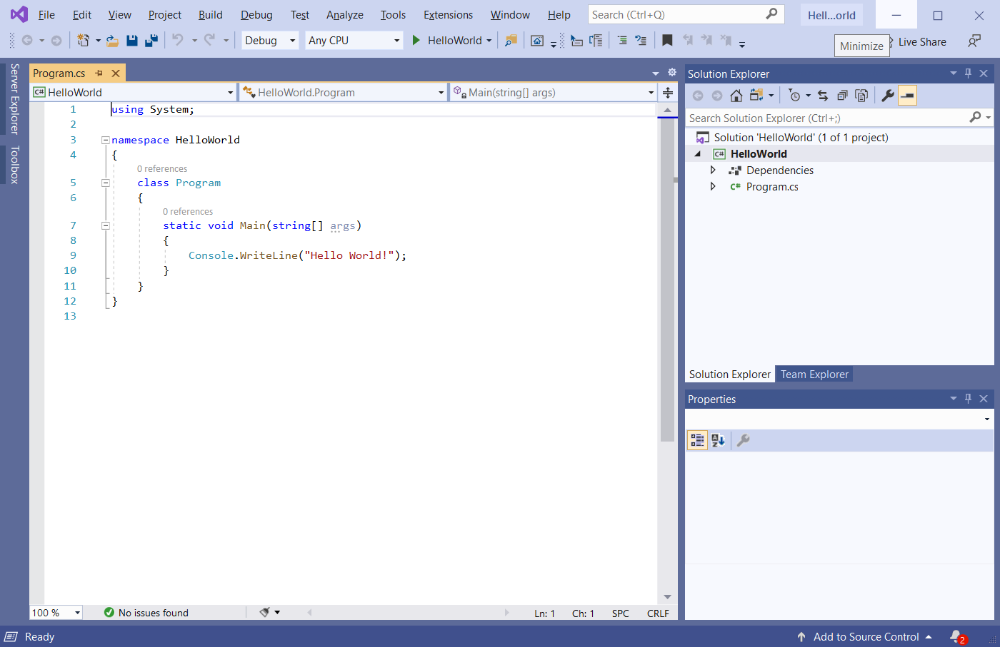 File Edit View Project Build Debug Test Analyze Tools Extensions Window Help Search (Ctrl+Q) Hell...orld
Debug Any CPU HelloWorld Minimize Live Share
Server Explorer
Toolbox
Program.cs
HelloWorld HelloWorld.Program Main(string[] args)
1 using System;
2
3 namespace HelloWorld
4 {
0 references
5 class Program
6 {
0 references
7 static void Main(string[] args)
8 {
9 Console.WriteLine("Hello World!");
10 }
11 }
12 }
13
100 % No issues found Ln: 1 Ch: 1 SPC CRLF
Solution Explorer
Search Solution Explorer (Ctrl+;)
Solution 'HelloWorld' (1 of 1 project)
C# HelloWorld
Dependencies
C# Program.cs
Solution Explorer Team Explorer
Properties
Ready Add to Source Control 2